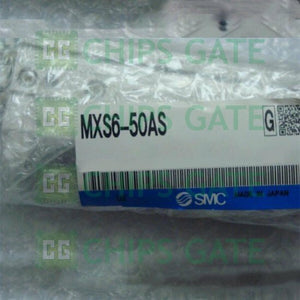 CHIPS GATE
MXS6-50AS
G
CHIPS GATE
SMC
MADE IN JAPAN
CHIPS GATE